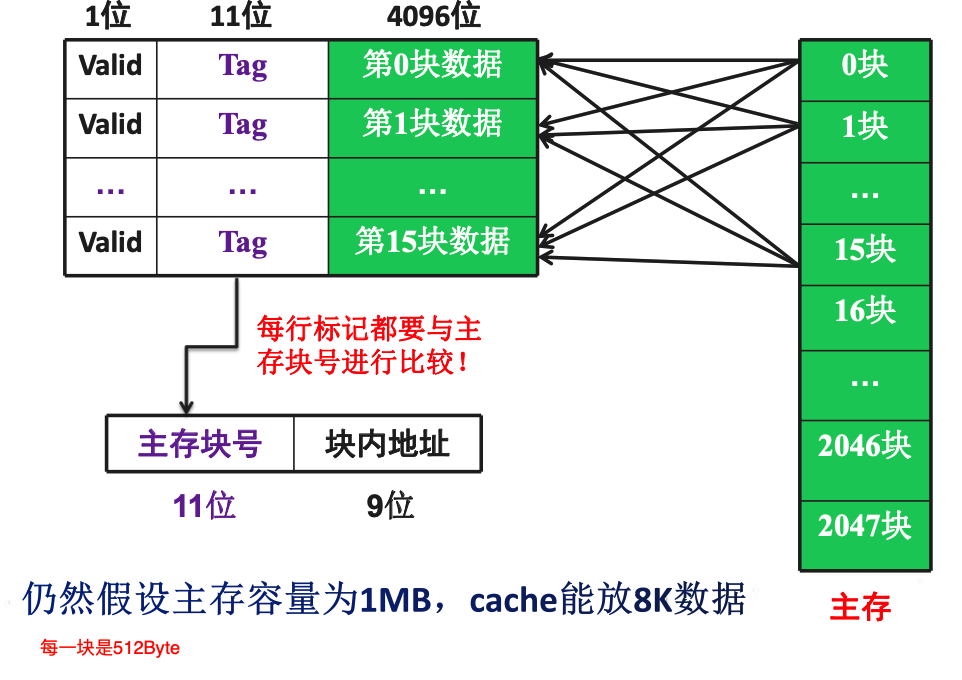 1位 11位 4096位
Valid Tag 第0块数据
Valid Tag 第1块数据
… … …
Valid Tag 第15块数据
0块
1块
…
15块
16块
…
2046块
2047块
主存
每行标记都要与主
存块号进行比较！
主存块号 块内地址
11位 9位
仍然假设主存容量为1MB，cache能放8K数据
每一块是512Byte